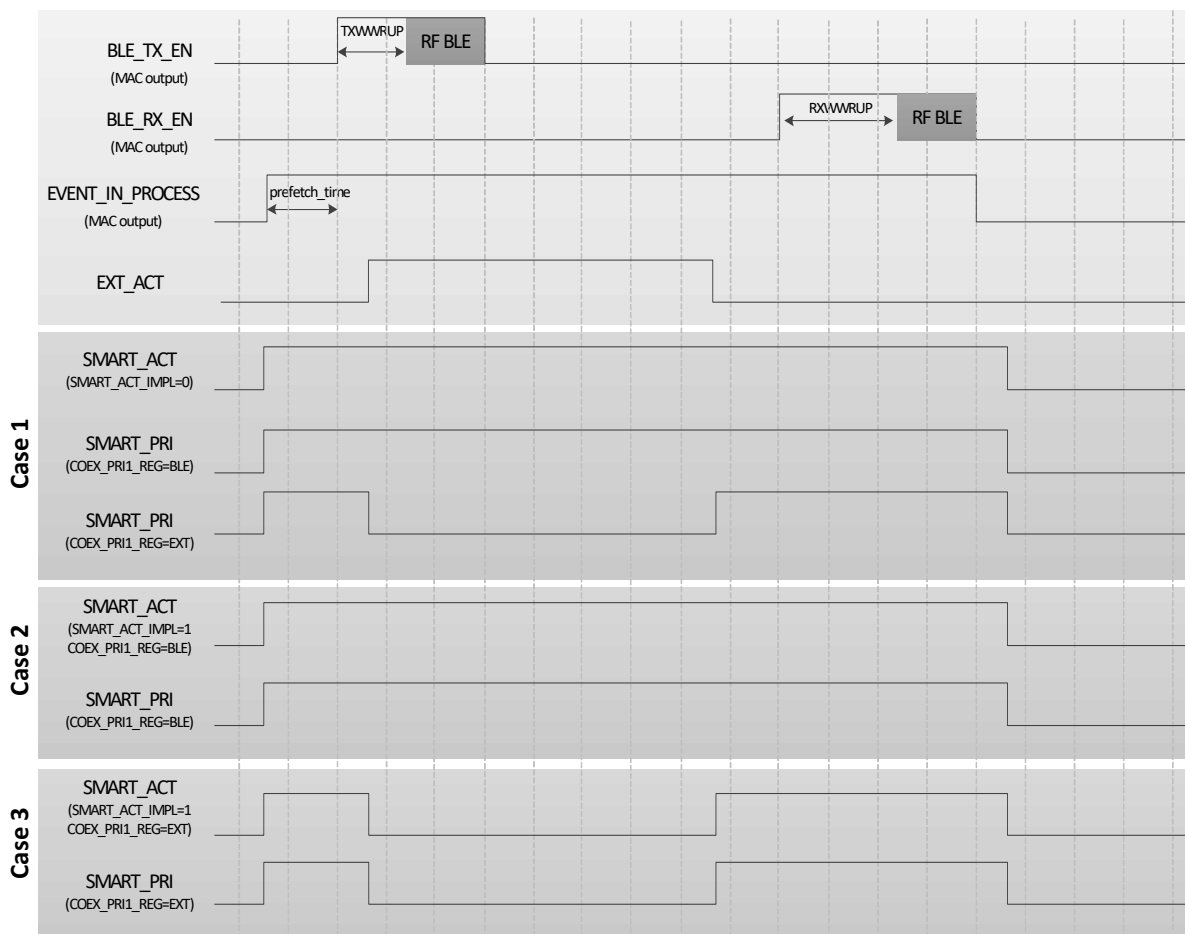 BLE_TX_EN
(MAC output)
TXWWRUP
RF BLE
BLE_RX_EN
(MAC output)
RXWWRUP
RF BLE
EVENT_IN_PROCESS
(MAC output)
prefetch_time
EXT_ACT
Case 1
SMART_ACT
(SMART_ACT_IMPL=0)
SMART_PRI
(COEX_PRI1_REG=BLE)
SMART_PRI
(COEX_PRI1_REG=EXT)
Case 2
SMART_ACT
(SMART_ACT_IMPL=1
COEX_PRI1_REG=BLE)
SMART_PRI
(COEX_PRI1_REG=BLE)
Case 3
SMART_ACT
(SMART_ACT_IMPL=1
COEX_PRI1_REG=EXT)
SMART_PRI
(COEX_PRI1_REG=EXT)